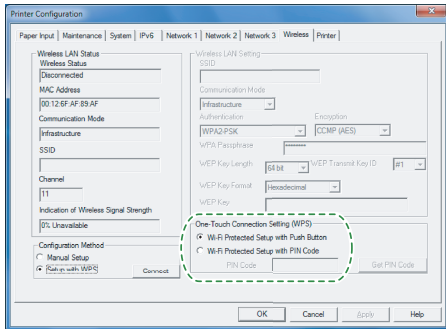 Printer Configuration
Paper Input Maintenance System IPv6 Network 1 Network 2 Network 3 Wireless Printer
Wireless LAN Status
Wireless Status
Disconnected
MAC Address
00:12:6F:AF:89:AF
Communication Mode
Infrastructure
SSID
Channel
11
Indication of Wireless Signal Strength
0% Unavailable
Configuration Method
Manual Setup
Setup with WPS
Connect
Wireless LAN Setting
SSID
Communication Mode
Infrastructure
Authentication Encryption
WPA2-PSK CCMP (AES)
WPA Passphrase ********
WEP Key Length 64 bit WEP Transmit Key ID #1
WEP Key Format Hexadecimal
WEP Key
One-Touch Connection Setting (WPS)
Wi-Fi Protected Setup with Push Button
Wi-Fi Protected Setup with PIN Code
PIN Code Get PIN Code
OK Cancel Apply Help